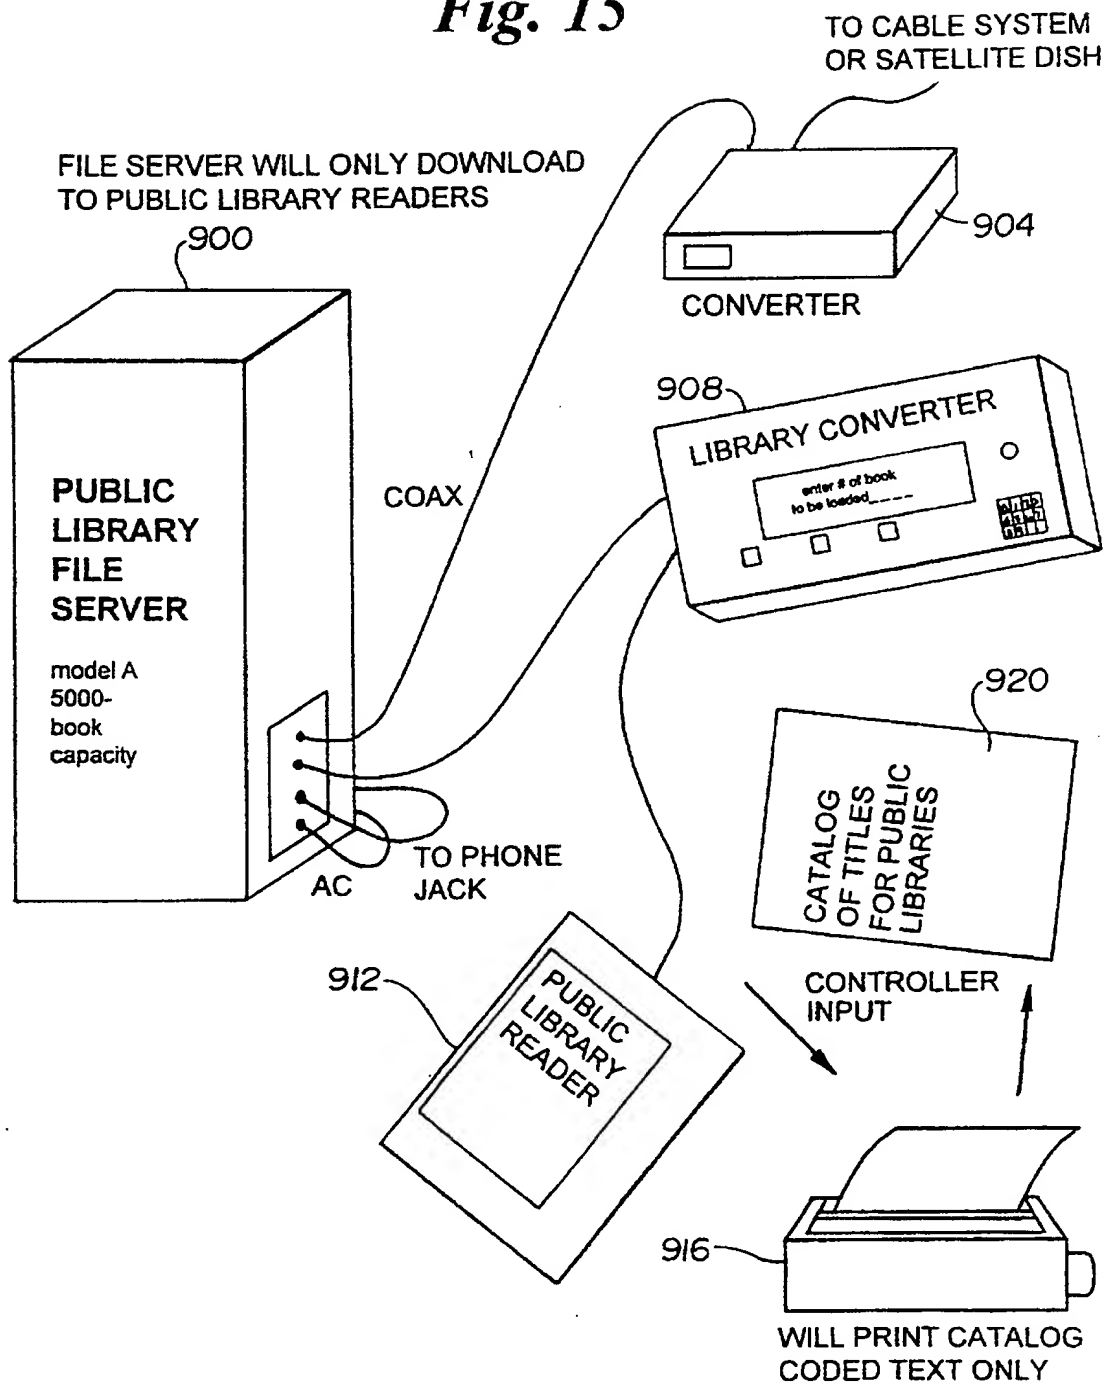 Fig. 15
TO CABLE SYSTEM
OR SATELLITE DISH
FILE SERVER WILL ONLY DOWNLOAD
TO PUBLIC LIBRARY READERS
900
904
CONVERTER
908
LIBRARY CONVERTER
enter # of book
to be loaded____
COAX
PUBLIC
LIBRARY
FILE
SERVER
model A
5000-
book
capacity
920
CATALOG
OF TITLES
FOR PUBLIC
LIBRARIES
TO PHONE
JACK
AC
912
PUBLIC
LIBRARY
READER
CONTROLLER
INPUT
916
WILL PRINT CATALOG
CODED TEXT ONLY